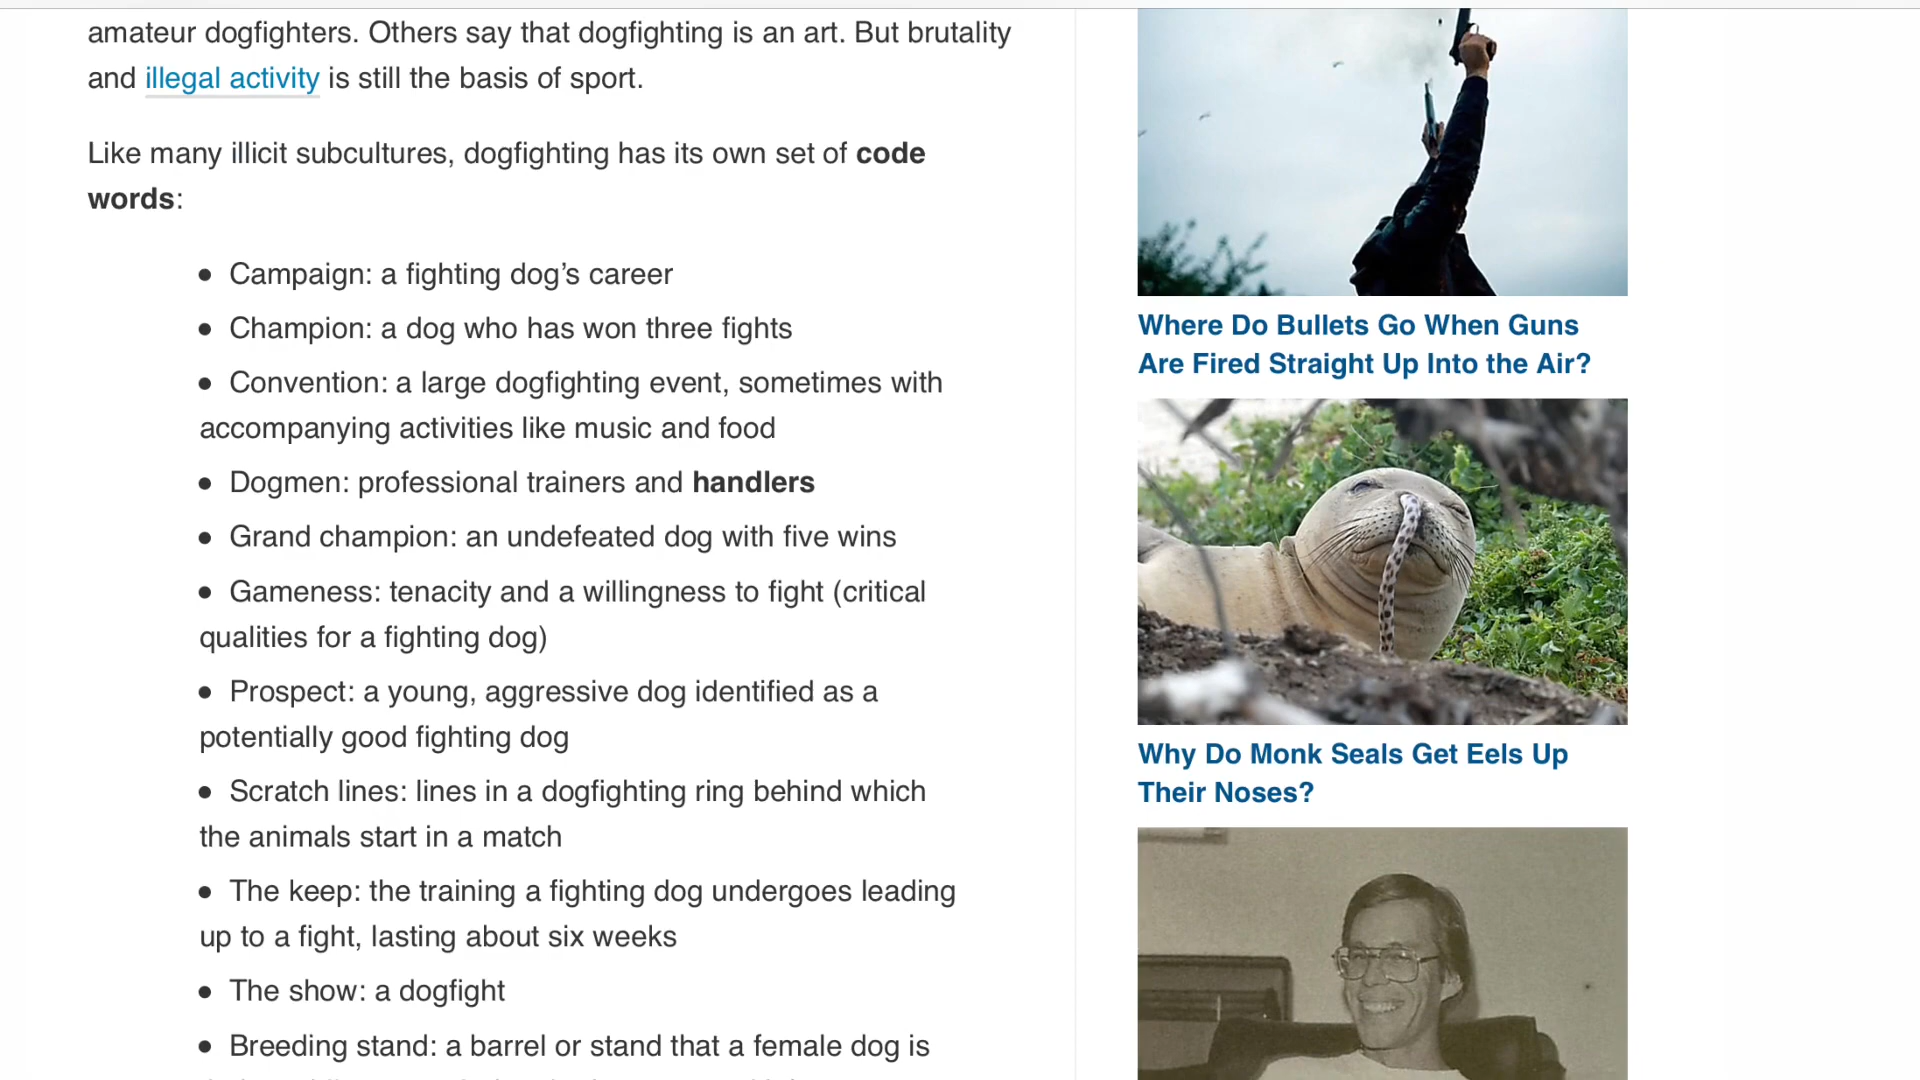 amateur dogfighters. Others say that dogfighting is an art. But brutality
and illegal activity is still the basis of sport.
Like many illicit subcultures, dogfighting has its own set of code
words:
● Campaign: a fighting dog’s career
● Champion: a dog who has won three fights
● Convention: a large dogfighting event, sometimes with
accompanying activities like music and food
● Dogmen: professional trainers and handlers
● Grand champion: an undefeated dog with five wins
● Gameness: tenacity and a willingness to fight (critical
qualities for a fighting dog)
● Prospect: a young, aggressive dog identified as a
potentially good fighting dog
● Scratch lines: lines in a dogfighting ring behind which
the animals start in a match
● The keep: the training a fighting dog undergoes leading
up to a fight, lasting about six weeks
● The show: a dogfight
● Breeding stand: a barrel or stand that a female dog is
Where Do Bullets Go When Guns
Are Fired Straight Up Into the Air?
Why Do Monk Seals Get Eels Up
Their Noses?